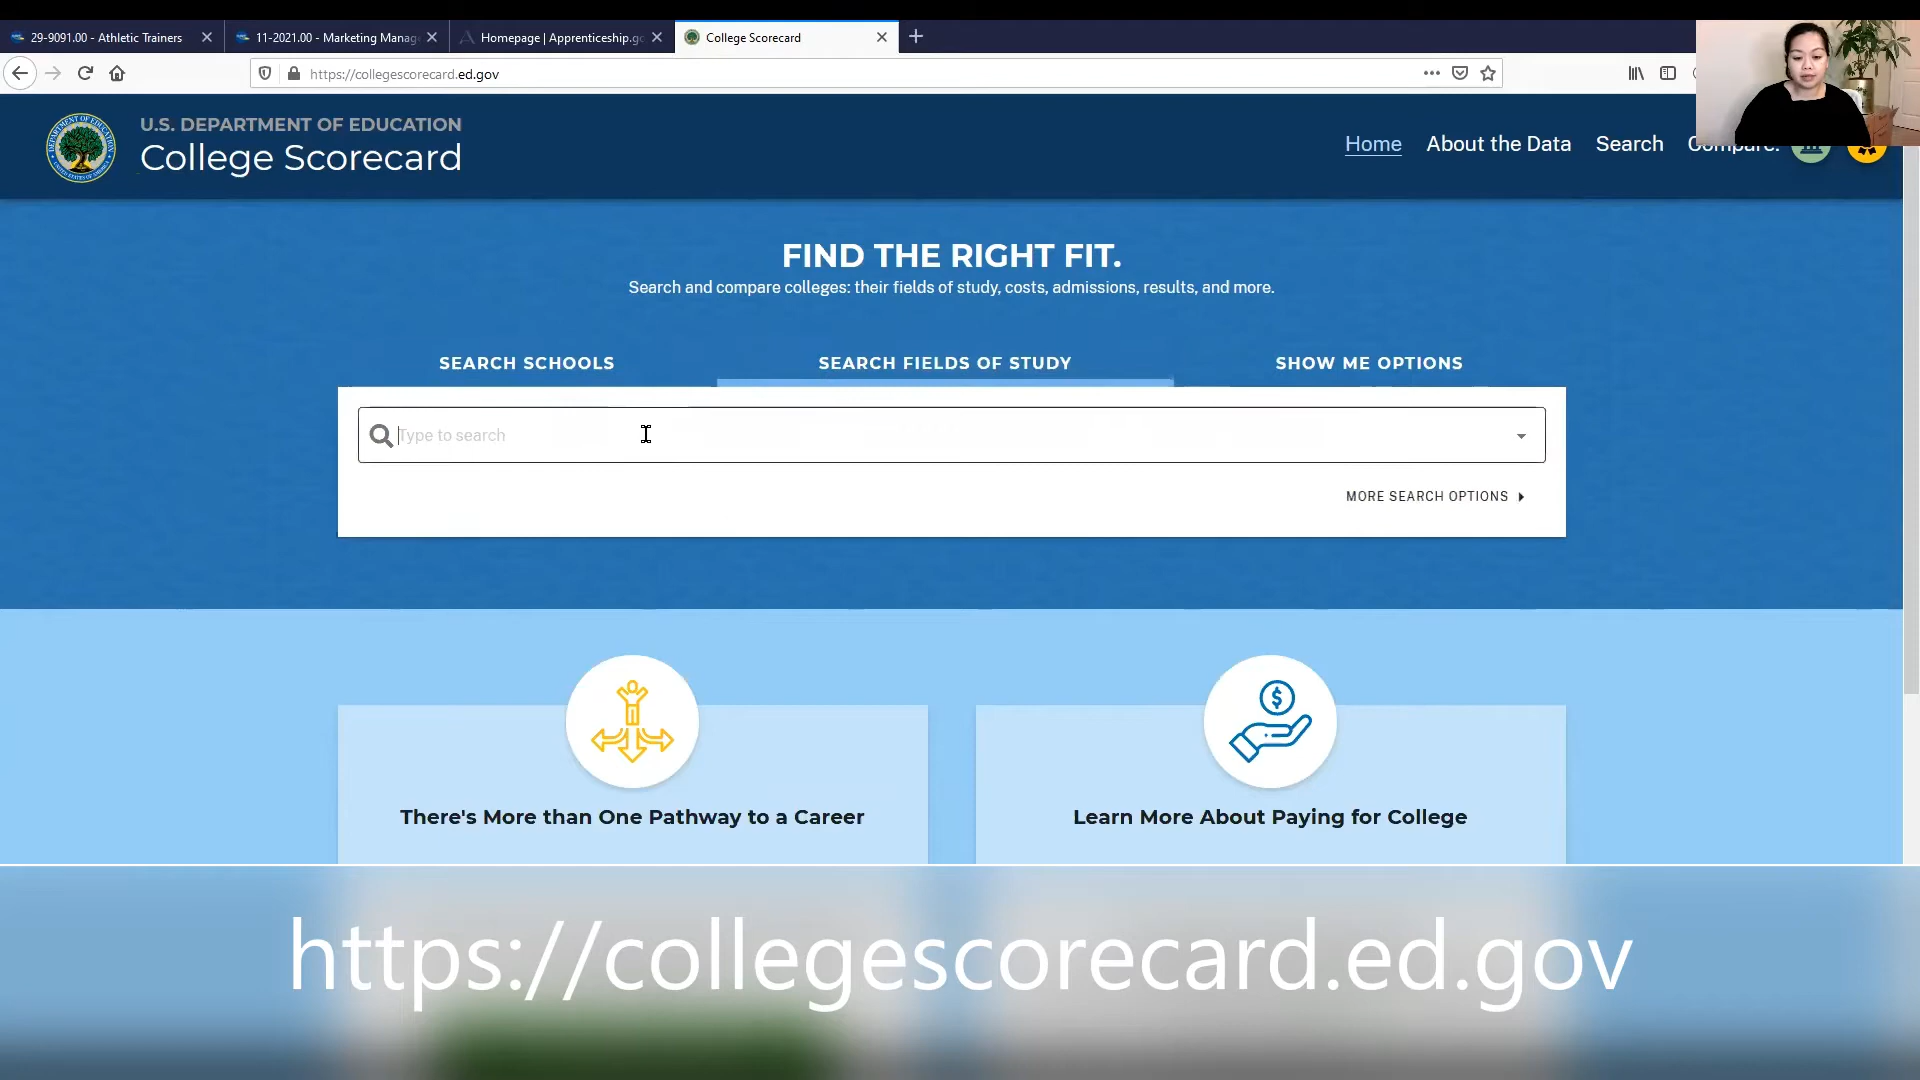 29-9091.00 - Athletic Trainers
11-2021.00 - Marketing Manag
Homepage | Apprenticeship.go
College Scorecard
https://collegescorecard.ed.gov
U.S. DEPARTMENT OF EDUCATION
College Scorecard
Home
About the Data
Search
Compare:
FIND THE RIGHT FIT.
Search and compare colleges: their fields of study, costs, admissions, results, and more.
SEARCH SCHOOLS
SEARCH FIELDS OF STUDY
SHOW ME OPTIONS
Type to search
MORE SEARCH OPTIONS
There's More than One Pathway to a Career
Learn More About Paying for College
https://collegescorecard.ed.gov